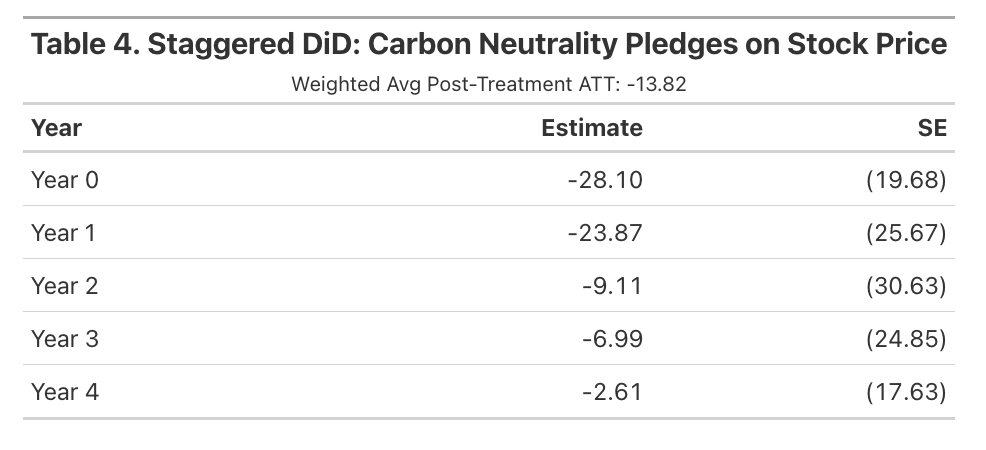 Table 4. Staggered DiD: Carbon Neutrality Pledges on Stock Price
Weighted Avg Post-Treatment ATT: -13.82
Year Estimate SE
Year 0 -28.10 (19.68)
Year 1 -23.87 (25.67)
Year 2 -9.11 (30.63)
Year 3 -6.99 (24.85)
Year 4 -2.61 (17.63)